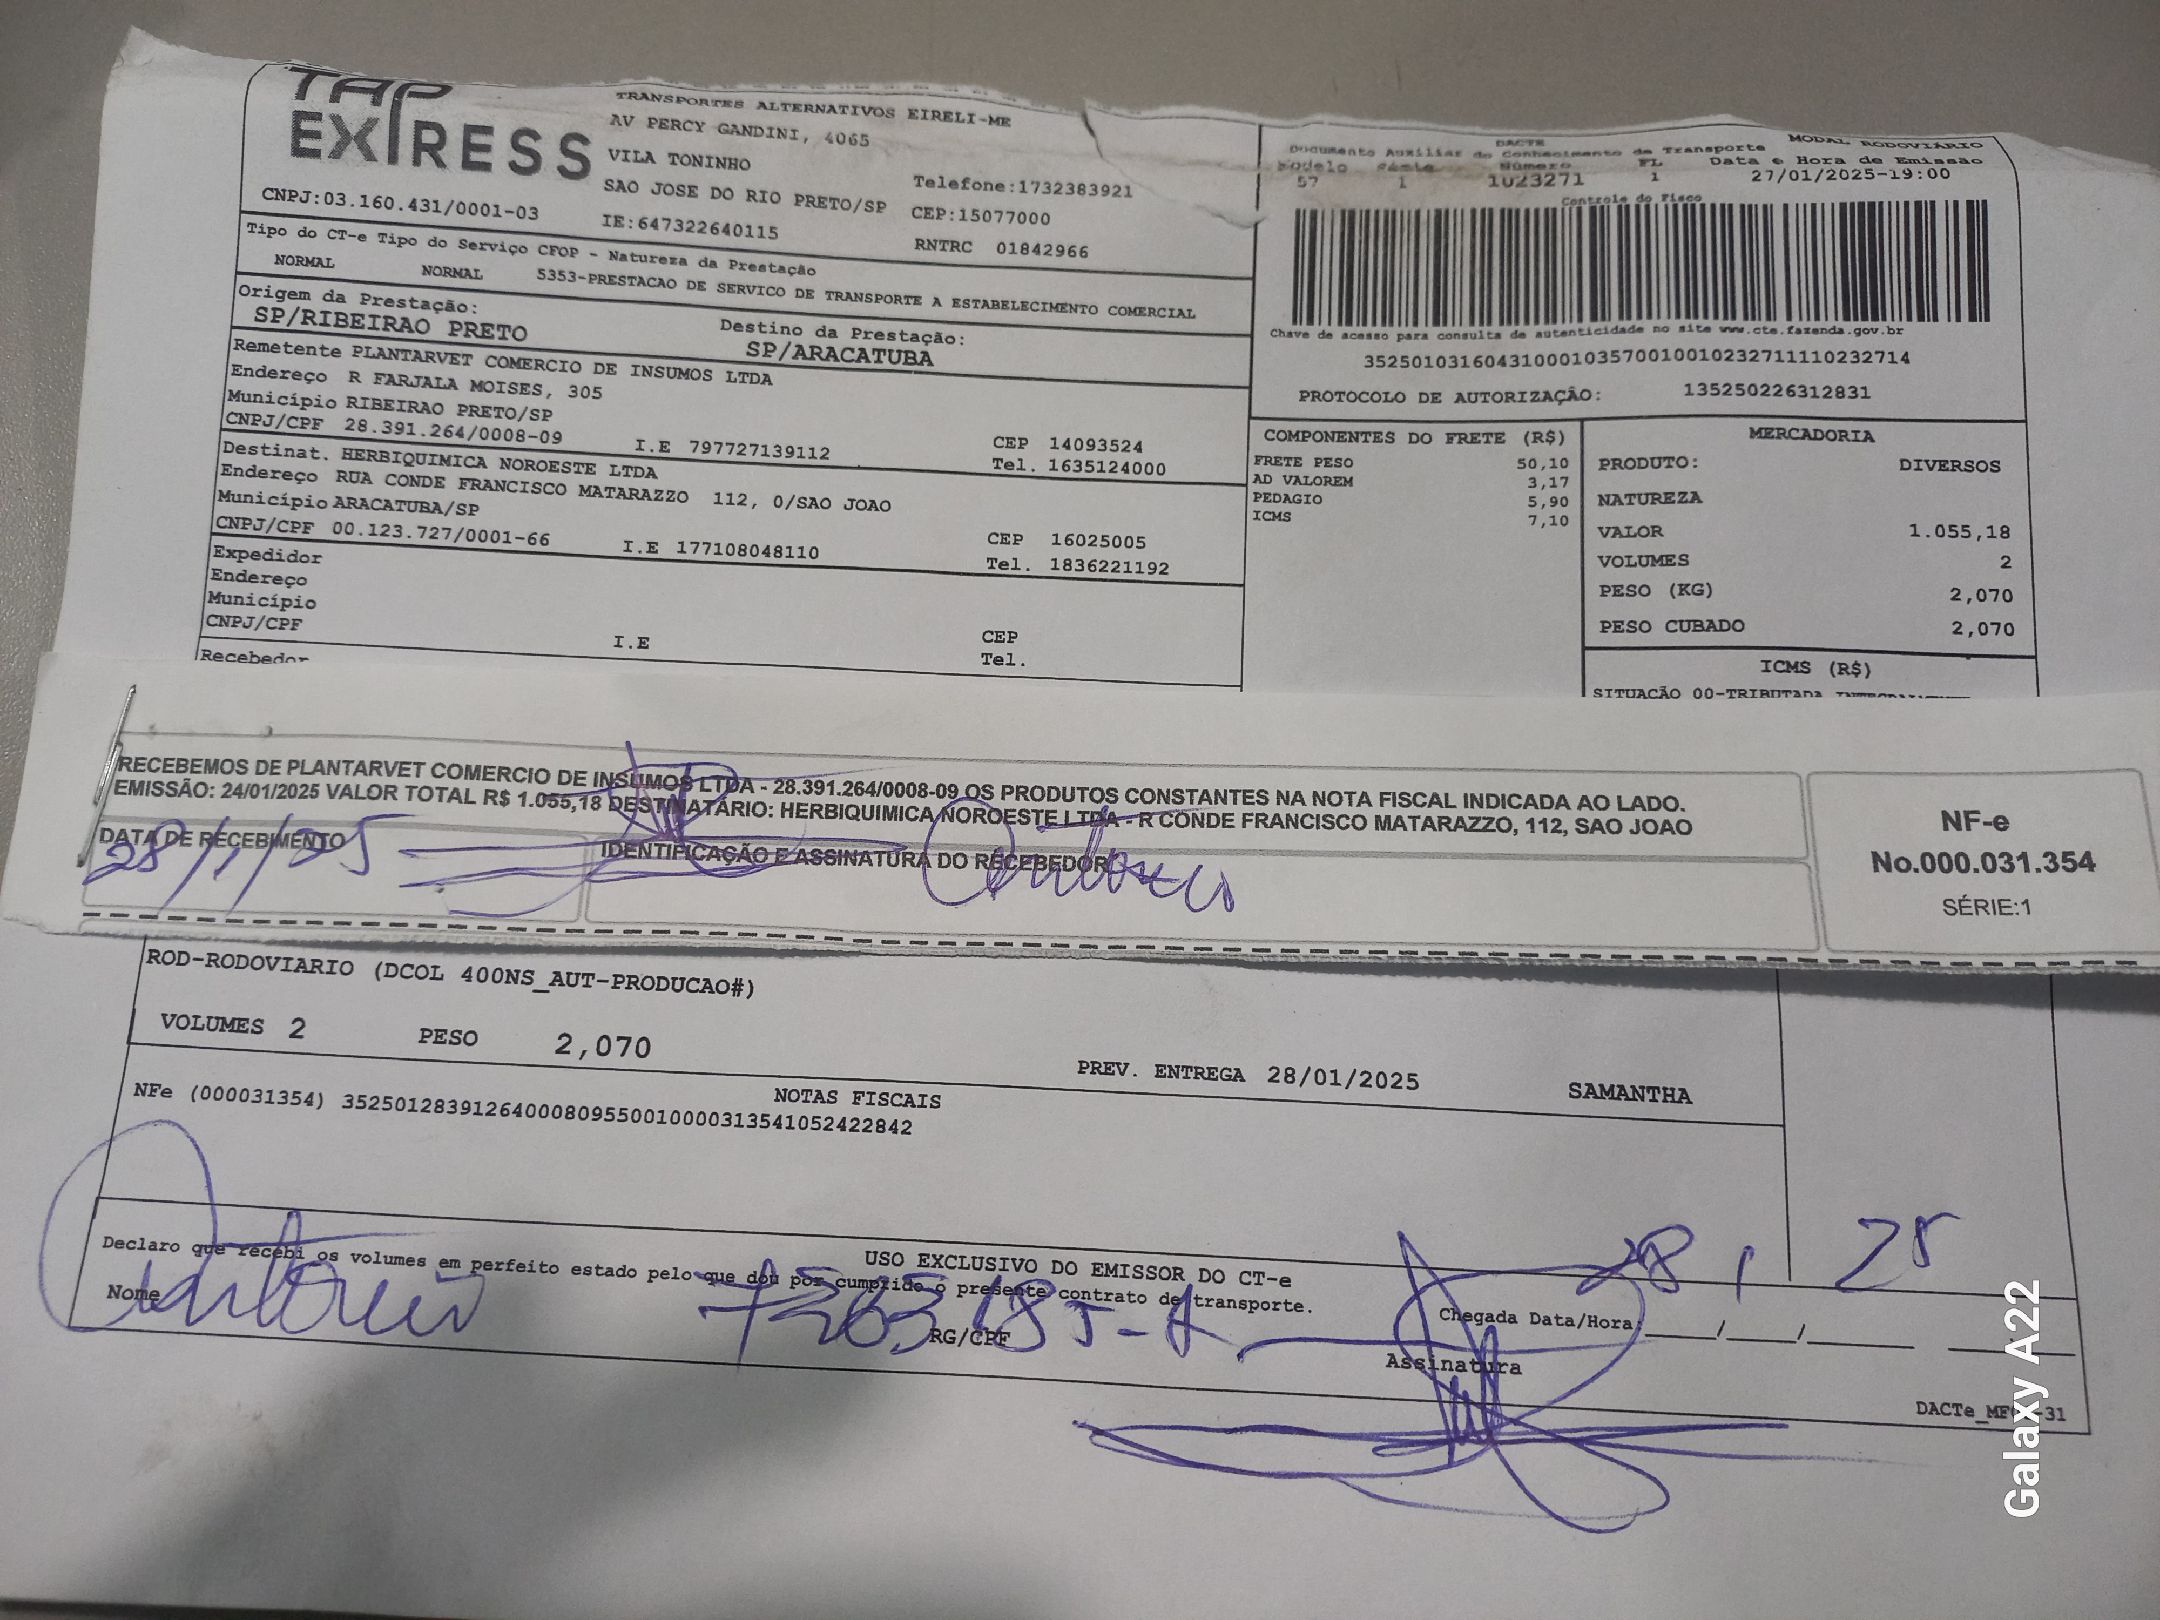 TAP
EXPRESS
TRANSPORTES ALTERNATIVOS EIRELI-ME
AV PERCY GANDINI, 4065
VILA TONINHO
SAO JOSE DO RIO PRETO/SP
Telefone:1732383921
CEP:15077000
CNPJ:03.160.431/0001-03
IE:647322640115
RNTRC 01842966
Tipo do CT-e Tipo do Serviço CFOP - Natureza da Prestação
NORMAL NORMAL 5353-PRESTACAO DE SERVICO DE TRANSPORTE A ESTABELECIMENTO COMERCIAL
Origem da Prestação:
SP/RIBEIRAO PRETO
Destino da Prestação:
SP/ARACATUBA
Remetente PLANTARVET COMERCIO DE INSUMOS LTDA
Endereço R FARJALA MOISES, 305
Município RIBEIRAO PRETO/SP
CNPJ/CPF 28.391.264/0008-09 I.E 797727139112
CEP 14093524
Tel. 1635124000
Destinat. HERBIQUIMICA NOROESTE LTDA
Endereço RUA CONDE FRANCISCO MATARAZZO 112, 0/SAO JOAO
Município ARACATUBA/SP
CNPJ/CPF 00.123.727/0001-66 I.E 177108048110
CEP 16025005
Tel. 1836221192
Expedidor
Endereço
Município
CNPJ/CPF I.E
CEP
Tel.
Recebedor
DACTE
MODAL RODOVIÁRIO
Documento Auxiliar do Conhecimento de Transporte
Modelo Série Número FL Data e Hora de Emissão
57 1 1023271 1 27/01/2025-19:00
Controle do Fisco
Chave de acesso para consulta de autenticidade no site www.cte.fazenda.gov.br
35250103160431000103570010010232711110232714
PROTOCOLO DE AUTORIZAÇÃO: 135250226312831
COMPONENTES DO FRETE (R$)
FRETE PESO 50,10
AD VALOREM 3,17
PEDAGIO 5,90
ICMS 7,10
MERCADORIA
PRODUTO: DIVERSOS
NATUREZA
VALOR 1.055,18
VOLUMES 2
PESO (KG) 2,070
PESO CUBADO 2,070
ICMS (R$)
SITUAÇÃO 00-TRIBUTADA
RECEBEMOS DE PLANTARVET COMERCIO DE INSUMOS LTDA - 28.391.264/0008-09 OS PRODUTOS CONSTANTES NA NOTA FISCAL INDICADA AO LADO.
EMISSÃO: 24/01/2025 VALOR TOTAL R$ 1.055,18 DESTINATÁRIO: HERBIQUIMICA NOROESTE LTDA - R CONDE FRANCISCO MATARAZZO, 112, SAO JOAO
DATA DE RECEBIMENTO
28/1/25
IDENTIFICAÇÃO E ASSINATURA DO RECEBEDOR
Antonio
NF-e
No.000.031.354
SÉRIE:1
ROD-RODOVIARIO (DCOL 400NS_AUT-PRODUCAO#)
VOLUMES 2 PESO 2,070
PREV. ENTREGA 28/01/2025 SAMANTHA
NOTAS FISCAIS
NFe (000031354) 35250128391264000809550010000313541052422842
USO EXCLUSIVO DO EMISSOR DO CT-e
Declaro que recebi os volumes em perfeito estado pelo que dou por cumprido o presente contrato de transporte.
Nome
Antonio
RG/CPF
Chegada Data/Hora: ____/____/______ ______
28 1 25
Assinatura
Galaxy A22